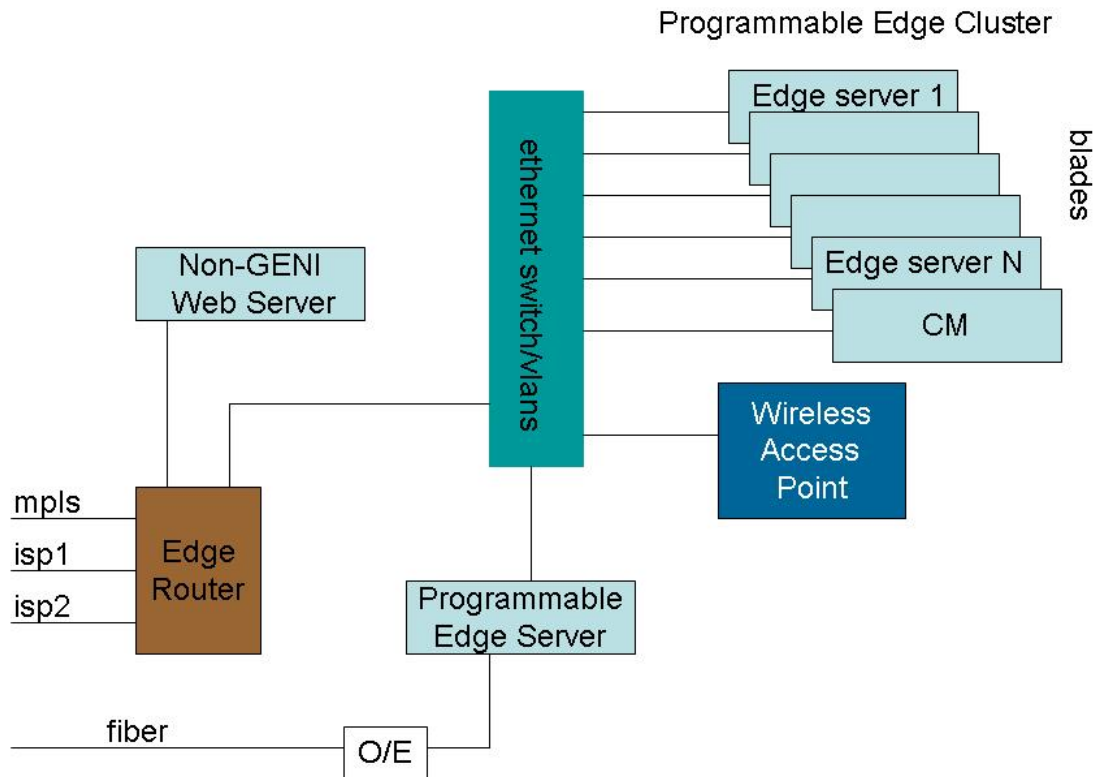 Programmable Edge Cluster
Edge server 1
blades
ethernet switch/vlans
Non-GENI
Web Server
Edge server N
CM
Wireless
Access
Point
mpls
isp1
isp2
Edge
Router
Programmable
Edge Server
fiber
O/E